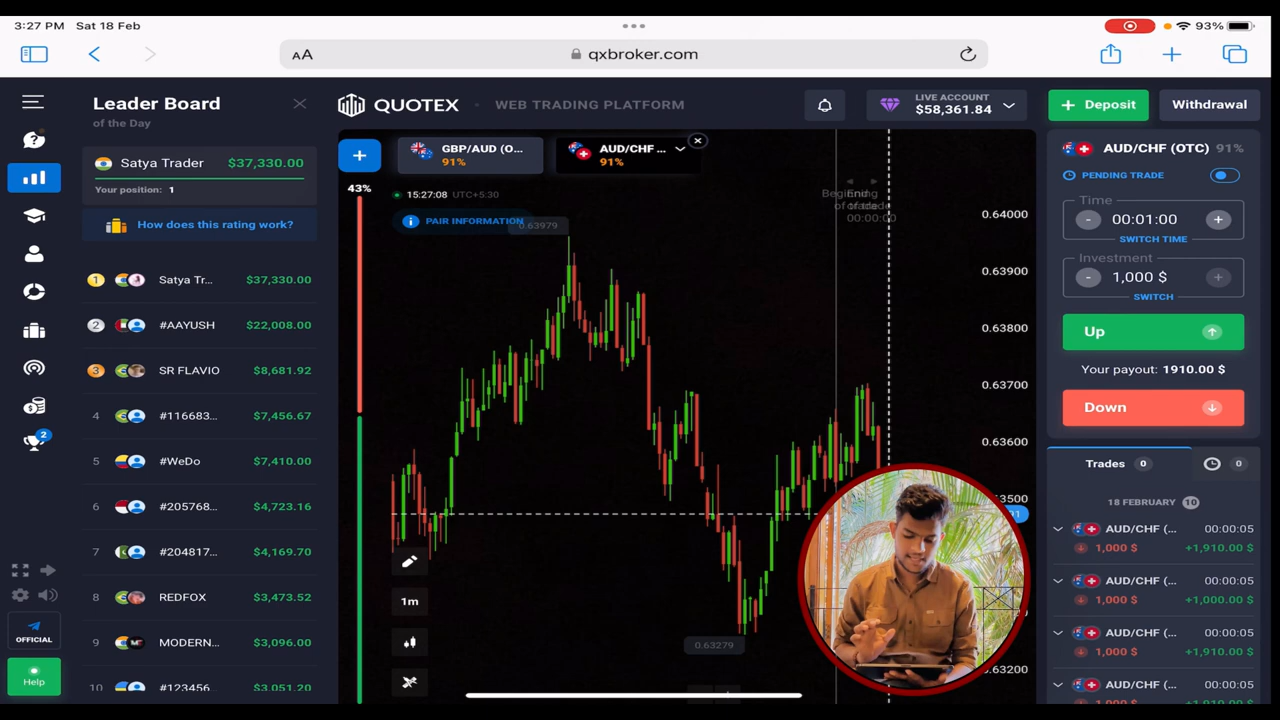 3:27 PM Sat 18 Feb
93%
AA
qxbroker.com
Leader Board
of the Day
Satya Trader $37,330.00
Your position: 1
How does this rating work?
1 Satya Tr... $37,330.00
2 #AAYUSH $22,008.00
3 SR FLAVIO $8,681.92
4 #116683... $7,456.67
5 #WeDo $7,410.00
6 #205768... $4,723.16
7 #204817... $4,169.70
8 REDFOX $3,473.52
9 MODERN... $3,096.00
10 #123456 $3,051.20
2
OFFICIAL
Help
QUOTEX
WEB TRADING PLATFORM
LIVE ACCOUNT
$58,361.84
Deposit
Withdrawal
GBP/AUD (O...
91%
AUD/CHF ...
91%
43%
15:27:08 UTC+5:30
PAIR INFORMATION
0.63979
00:00:00
0.64000
0.63900
0.63800
0.63700
0.63600
0.63500
0.63200
0.63279
1m
AUD/CHF (OTC) 91%
PENDING TRADE
Time
- 00:01:00 +
SWITCH TIME
Investment
- 1,000 $ +
SWITCH
Up
Your payout: 1910.00 $
Down
Trades 0
0
18 FEBRUARY 10
AUD/CHF (... 00:00:05
1,000 $ +1,910.00 $
AUD/CHF (... 00:00:05
1,000 $ +1,000.00 $
AUD/CHF (... 00:00:05
1,000 $ +1,910.00 $
AUD/CHF (... 00:00:05